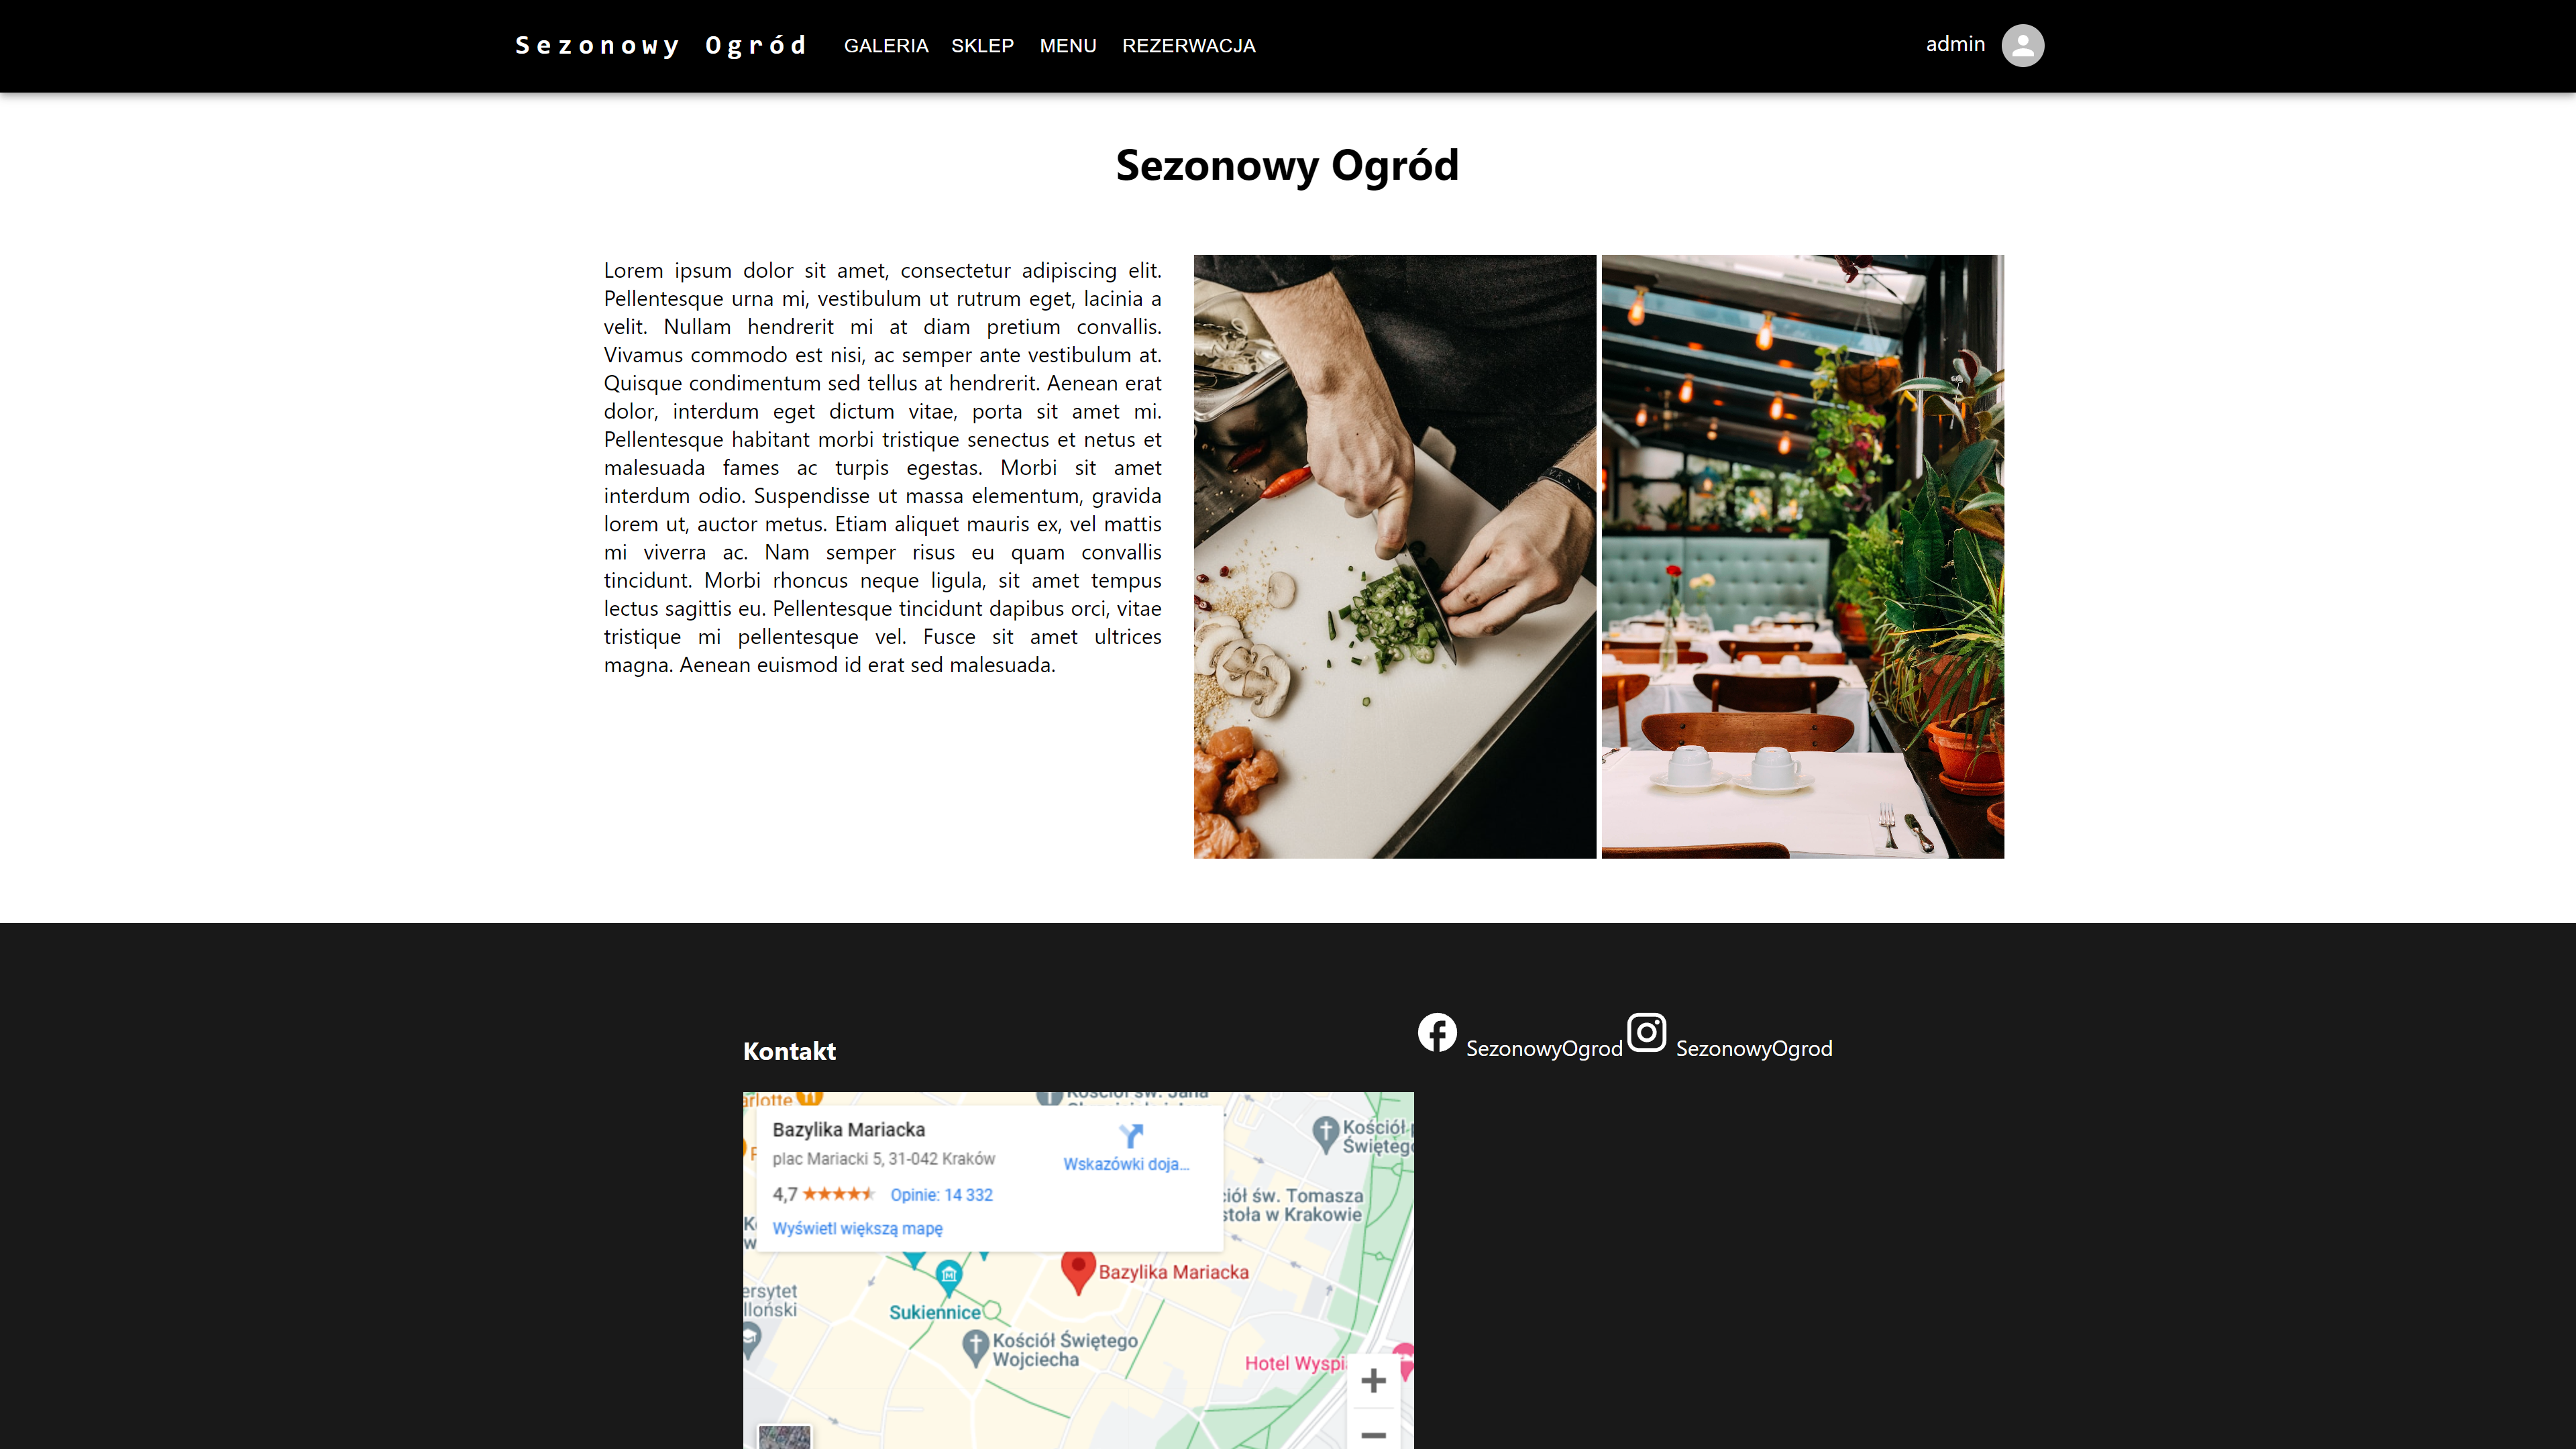 Sezonowy Ogród GALERIA SKLEP MENU REZERWACJA admin
Sezonowy Ogród
Lorem ipsum dolor sit amet, consectetur adipiscing elit.
Pellentesque urna mi, vestibulum ut rutrum eget, lacinia a
velit. Nullam hendrerit mi at diam pretium convallis.
Vivamus commodo est nisi, ac semper ante vestibulum at.
Quisque condimentum sed tellus at hendrerit. Aenean erat
dolor, interdum eget dictum vitae, porta sit amet mi.
Pellentesque habitant morbi tristique senectus et netus et
malesuada fames ac turpis egestas. Morbi sit amet
interdum odio. Suspendisse ut massa elementum, gravida
lorem ut, auctor metus. Etiam aliquet mauris ex, vel mattis
mi viverra ac. Nam semper risus eu quam convallis
tincidunt. Morbi rhoncus neque ligula, sit amet tempus
lectus sagittis eu. Pellentesque tincidunt dapibus orci, vitae
tristique mi pellentesque vel. Fusce sit amet ultrices
magna. Aenean euismod id erat sed malesuada.
Kontakt
SezonowyOgrod SezonowyOgrod
arlotte
Kościół św. Jana
Bazylika Mariacka
plac Mariacki 5, 31-042 Kraków
Wskazówki doja...
4,7 Opinie: 14 332
Wyświetl większą mapę
Kościół
Święteg
ciół św. Tomasza
stoła w Krakowie
Bazylika Mariacka
ersytet
lloński
Sukiennice
Kościół Świętego
Wojciecha
Hotel Wyspi
+
−